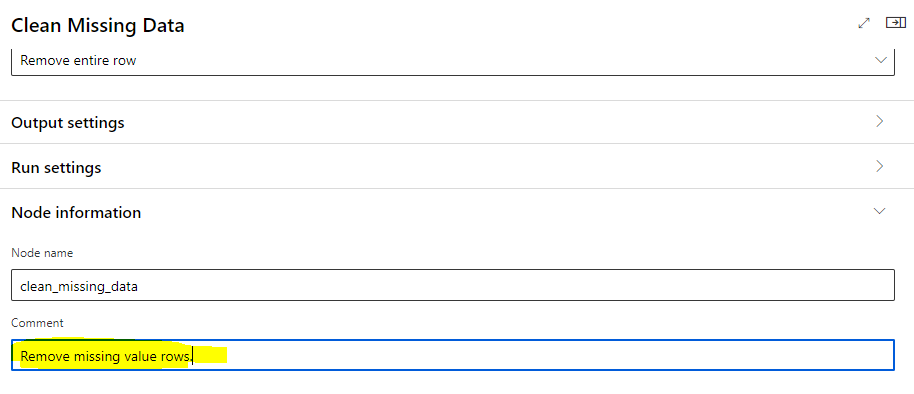 Clean Missing Data
Remove entire row
Output settings
Run settings
Node information
Node name
clean_missing_data
Comment
Remove missing value rows.